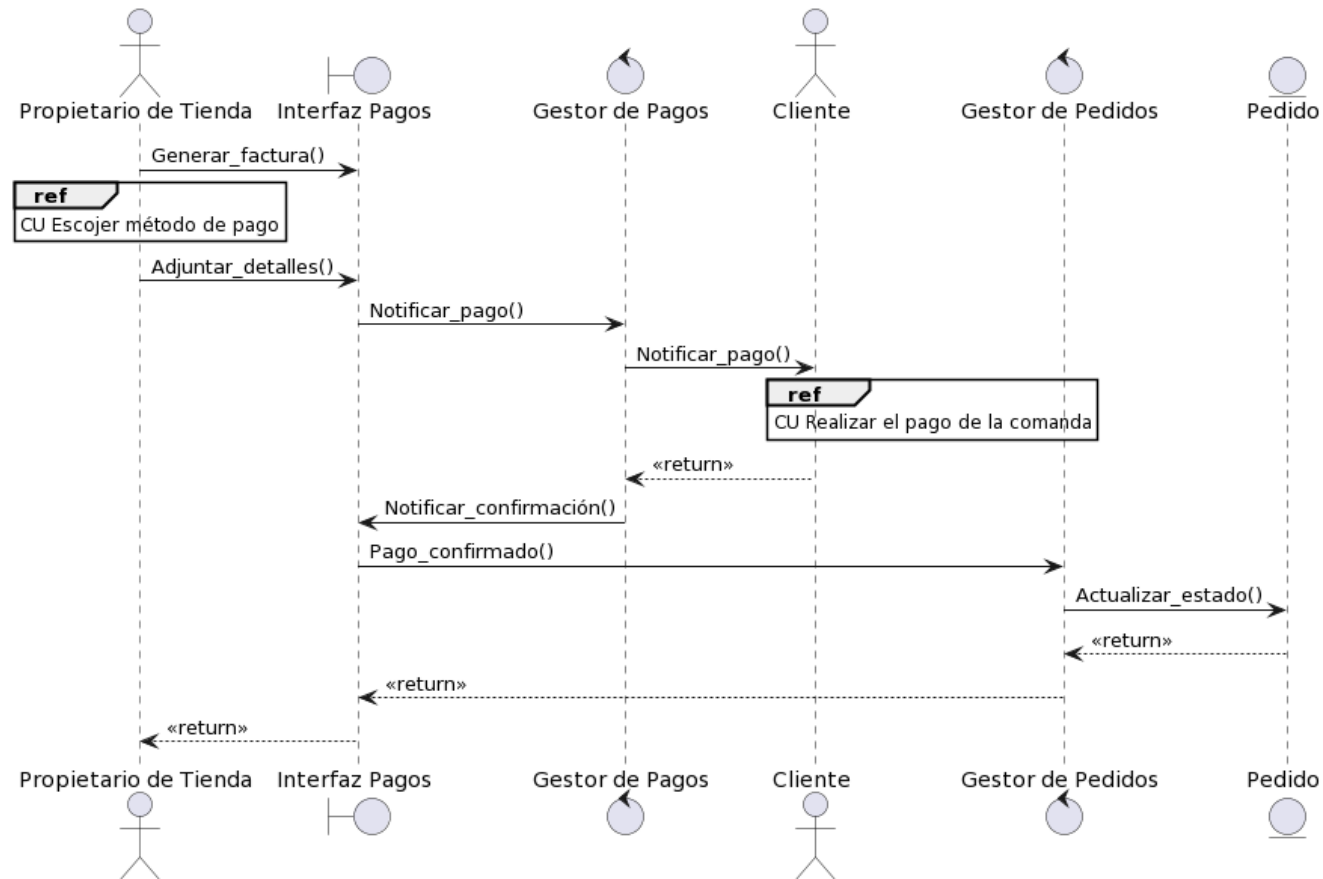 Propietario de Tienda Interfaz Pagos Gestor de Pagos Cliente Gestor de Pedidos Pedido
Generar_factura()
ref
CU Escojer método de pago
Adjuntar_detalles()
Notificar_pago()
Notificar_pago()
ref
CU Realizar el pago de la comanda
«return»
Notificar_confirmación()
Pago_confirmado()
Actualizar_estado()
«return»
«return»
«return»
Propietario de Tienda Interfaz Pagos Gestor de Pagos Cliente Gestor de Pedidos Pedido